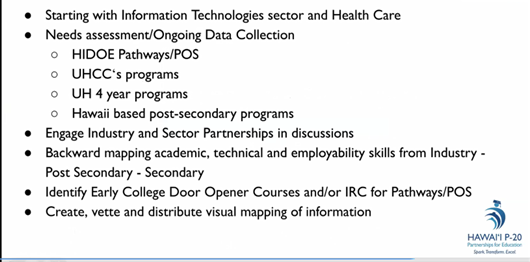 ● Starting with Information Technologies sector and Health Care
● Needs assessment/Ongoing Data Collection
○ HIDOE Pathways/POS
○ UHCC's programs
○ UH 4 year programs
○ Hawaii based post-secondary programs
● Engage Industry and Sector Partnerships in discussions
● Backward mapping academic, technical and employability skills from Industry -
Post Secondary - Secondary
● Identify Early College Door Opener Courses and/or IRC for Pathways/POS
● Create, vette and distribute visual mapping of information
HAWAI‘I P-20
Partnerships for Education
Spark. Transform. Excel.